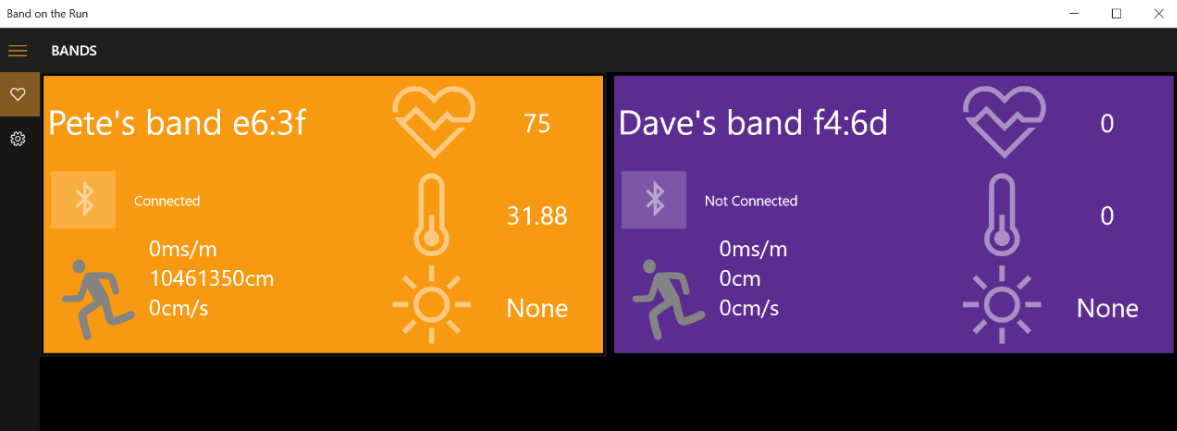 Band on the Run
BANDS
Pete's band e6:3f
75
Connected
31.88
0ms/m
10461350cm
0cm/s
None
Dave's band f4:6d
0
Not Connected
0
0ms/m
0cm
0cm/s
None